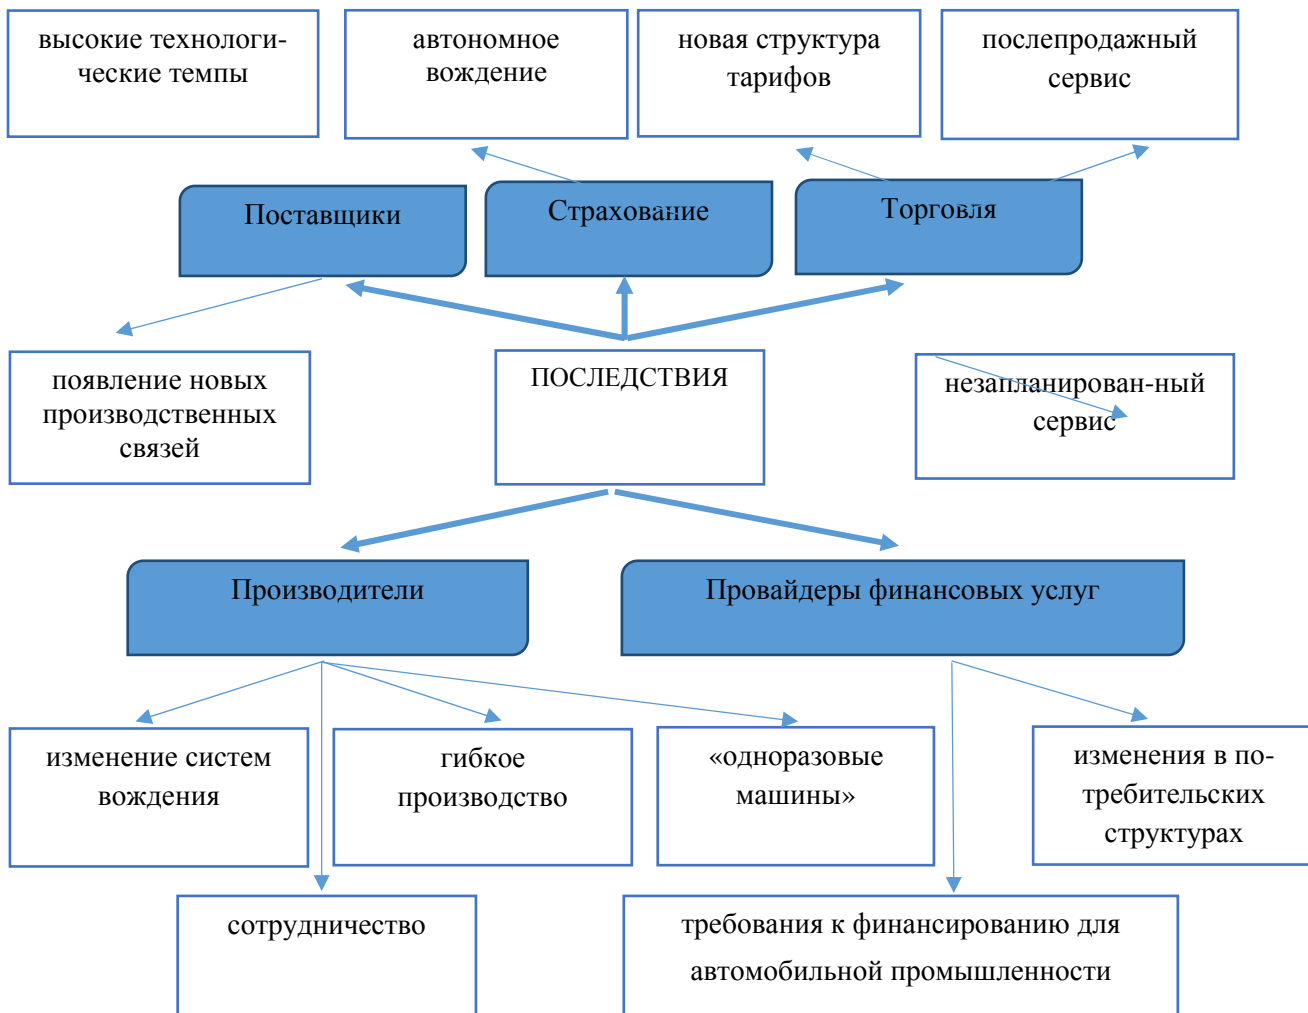 высокие технологи-
ческие темпы
автономное
вождение
новая структура
тарифов
послепродажный
сервис
Поставщики
Страхование
Торговля
появление новых
производственных
связей
ПОСЛЕДСТВИЯ
незапланирован-ный
сервис
Производители
Провайдеры финансовых услуг
изменение систем
вождения
гибкое
производство
«одноразовые
машины»
изменения в по-
требительских
структурах
сотрудничество
требования к финансированию для
автомобильной промышленности